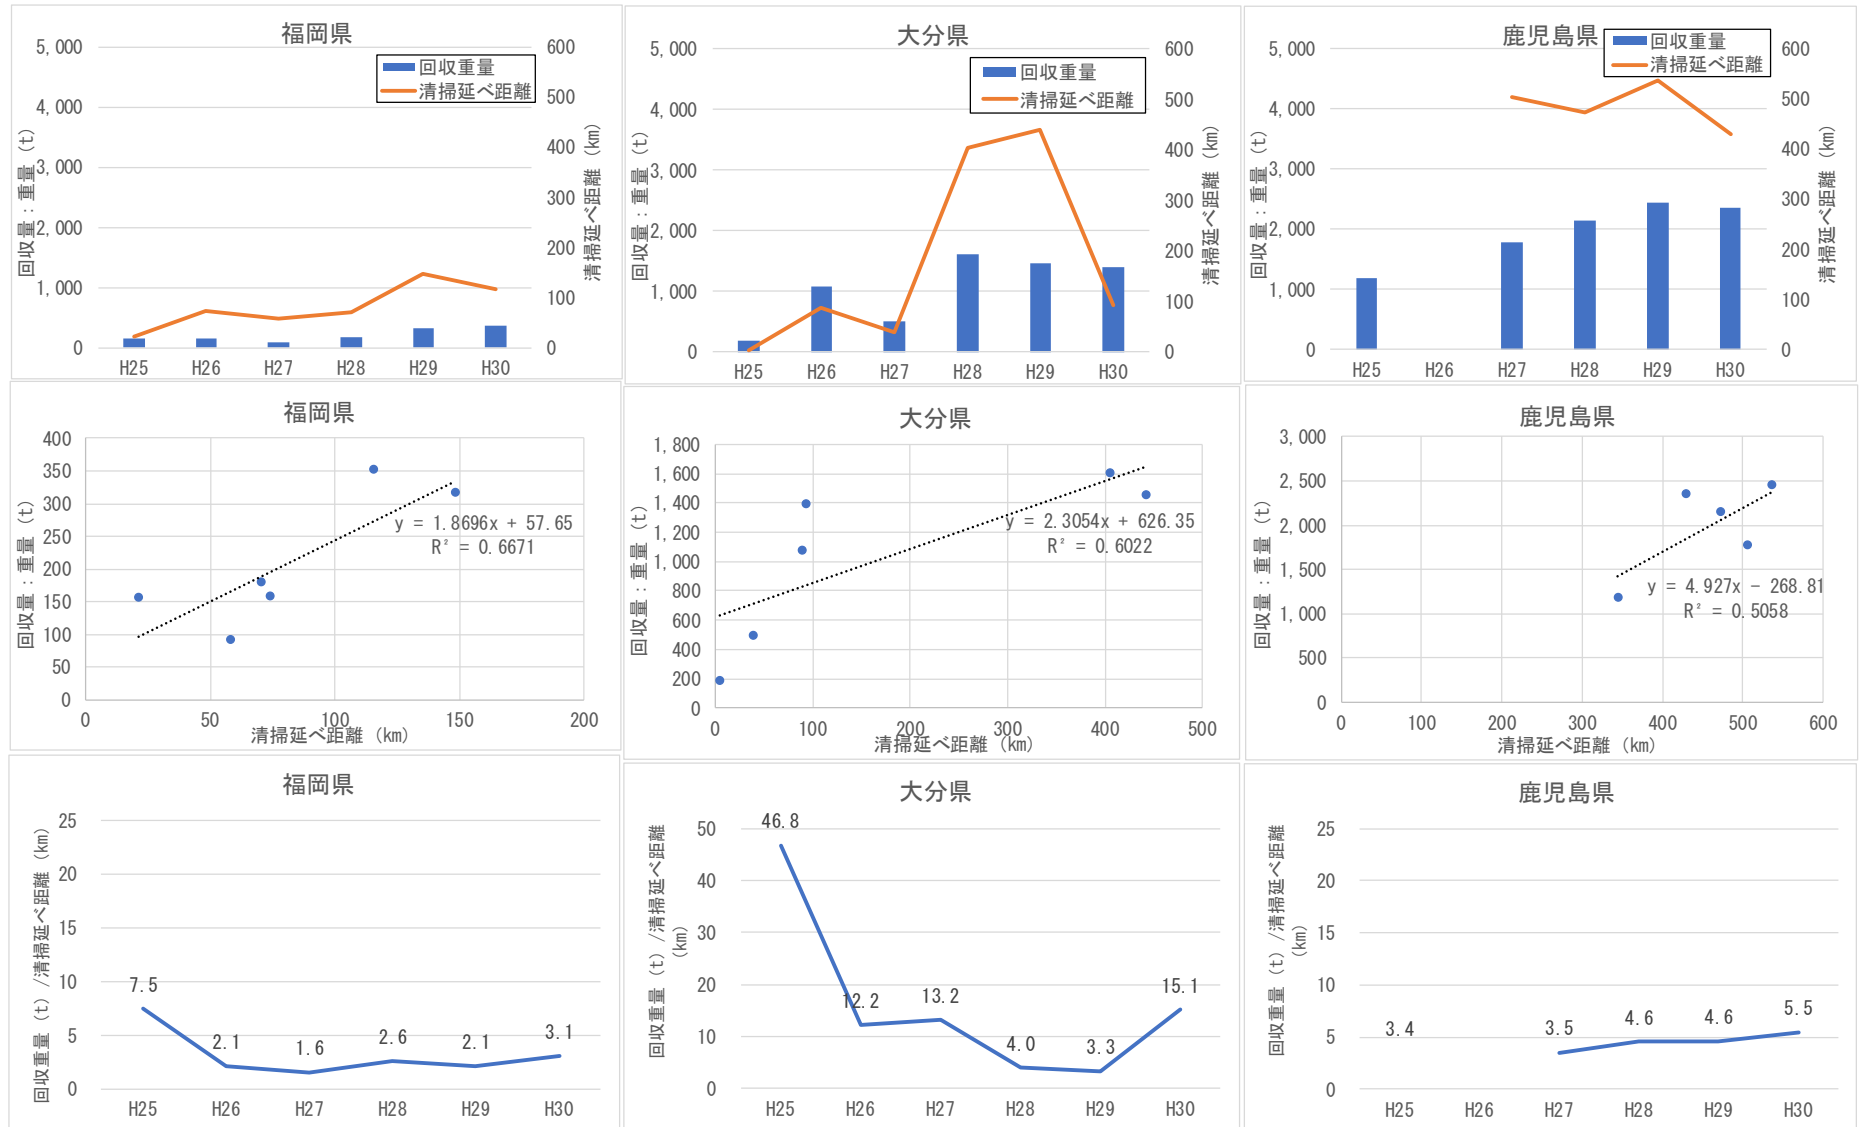 福岡県
回収重量
清掃延べ距離
5,000
4,000
3,000
2,000
1,000
0
600
500
400
300
200
100
0
回収量：重量（t）
清掃延べ距離（km）
H25 H26 H27 H28 H29 H30
大分県
回収重量
清掃延べ距離
5,000
4,000
3,000
2,000
1,000
0
600
500
400
300
200
100
0
回収量：重量（t）
清掃延べ距離（km）
H25 H26 H27 H28 H29 H30
鹿児島県
回収重量
清掃延べ距離
5,000
4,000
3,000
2,000
1,000
0
600
500
400
300
200
100
0
回収量：重量（t）
清掃延べ距離（km）
H25 H26 H27 H28 H29 H30
福岡県
400
350
300
250
200
150
100
50
0
回収量：重量（t）
y = 1.8696x + 57.65
R² = 0.6671
0 50 100 150 200
清掃延べ距離（km）
大分県
1,800
1,600
1,400
1,200
1,000
800
600
400
200
0
回収量：重量（t）
y = 2.3054x + 626.35
R² = 0.6022
0 100 200 300 400 500
清掃延べ距離（km）
鹿児島県
3,000
2,500
2,000
1,500
1,000
500
0
回収量：重量（t）
y = 4.927x − 268.81
R² = 0.5058
0 100 200 300 400 500 600
清掃延べ距離（km）
福岡県
25
20
15
10
5
0
回収重量（t）/清掃延べ距離（km）
7.5 2.1 1.6 2.6 2.1 3.1
H25 H26 H27 H28 H29 H30
大分県
50
40
30
20
10
0
回収重量（t）/清掃延べ距離
（km）
46.8 12.2 13.2 4.0 3.3 15.1
H25 H26 H27 H28 H29 H30
鹿児島県
25
20
15
10
5
0
回収重量（t）/清掃延べ距離
（km）
3.4 3.5 4.6 4.6 5.5
H25 H26 H27 H28 H29 H30